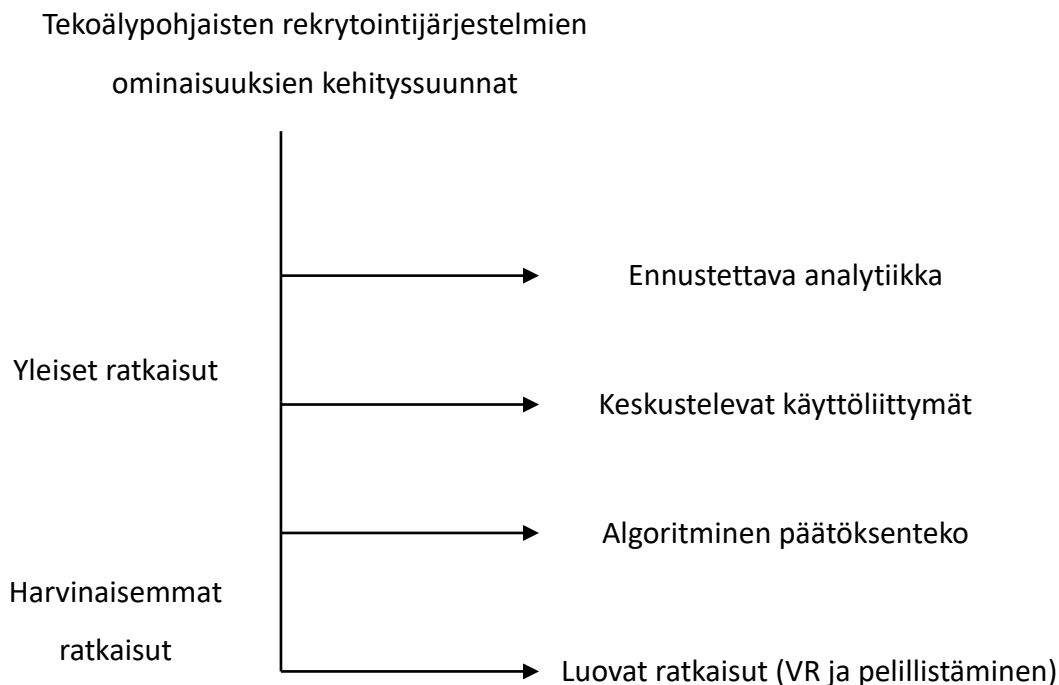 Tekoälypohjaisten rekrytointijärjestelmien
ominaisuuksien kehityssuunnat
Ennustettava analytiikka
Yleiset ratkaisut
Keskustelevat käyttöliittymät
Algoritminen päätöksenteko
Harvinaisemmat
ratkaisut
Luovat ratkaisut (VR ja pelillistäminen)